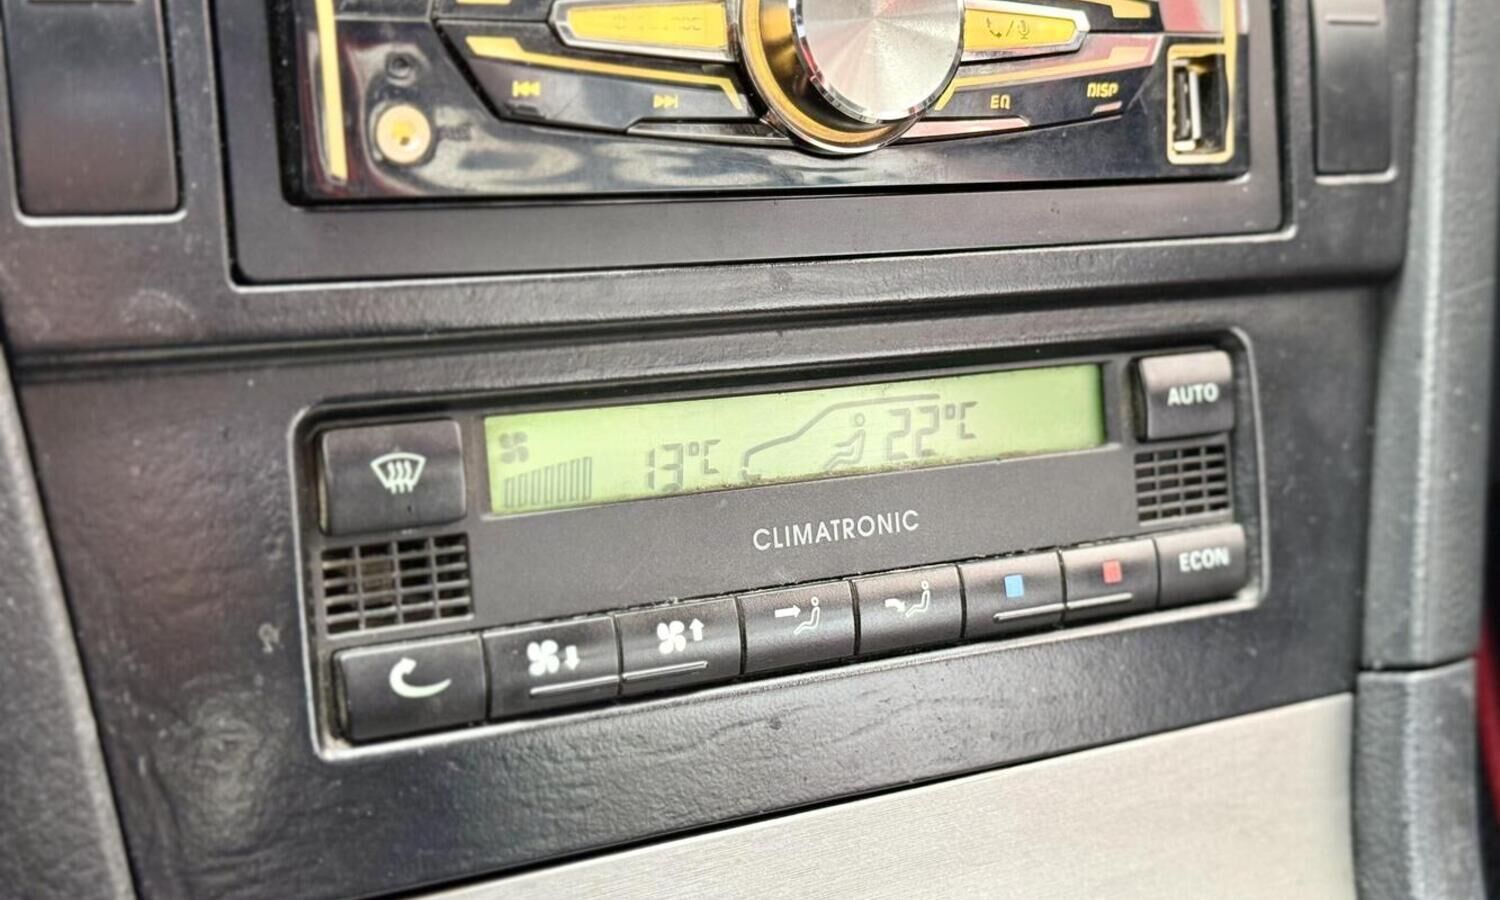 EQ
DISP
AUTO
13°C
22°C
CLIMATRONIC
ECON